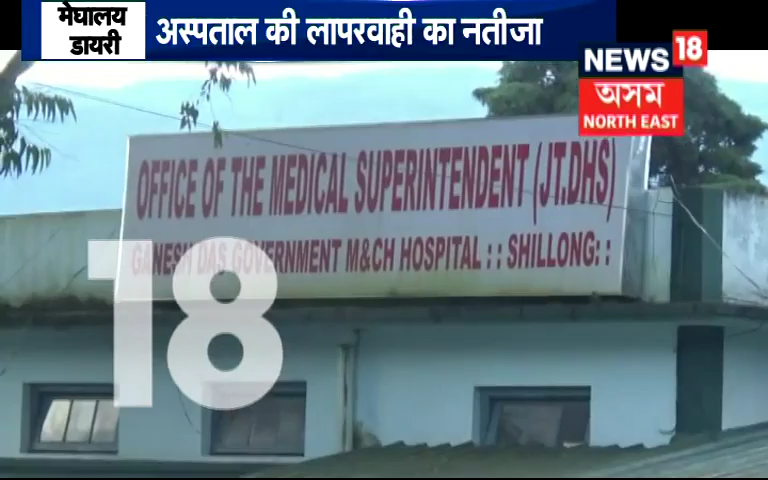 मेघालय
डायरी
अस्पताल की लापरवाही का नतीजा
NEWS 18
অসম
NORTH EAST
OFFICE OF THE MEDICAL SUPERINTENDENT (JT.DHS)
GANESH DAS GOVERNMENT M&CH HOSPITAL :: SHILLONG::
18